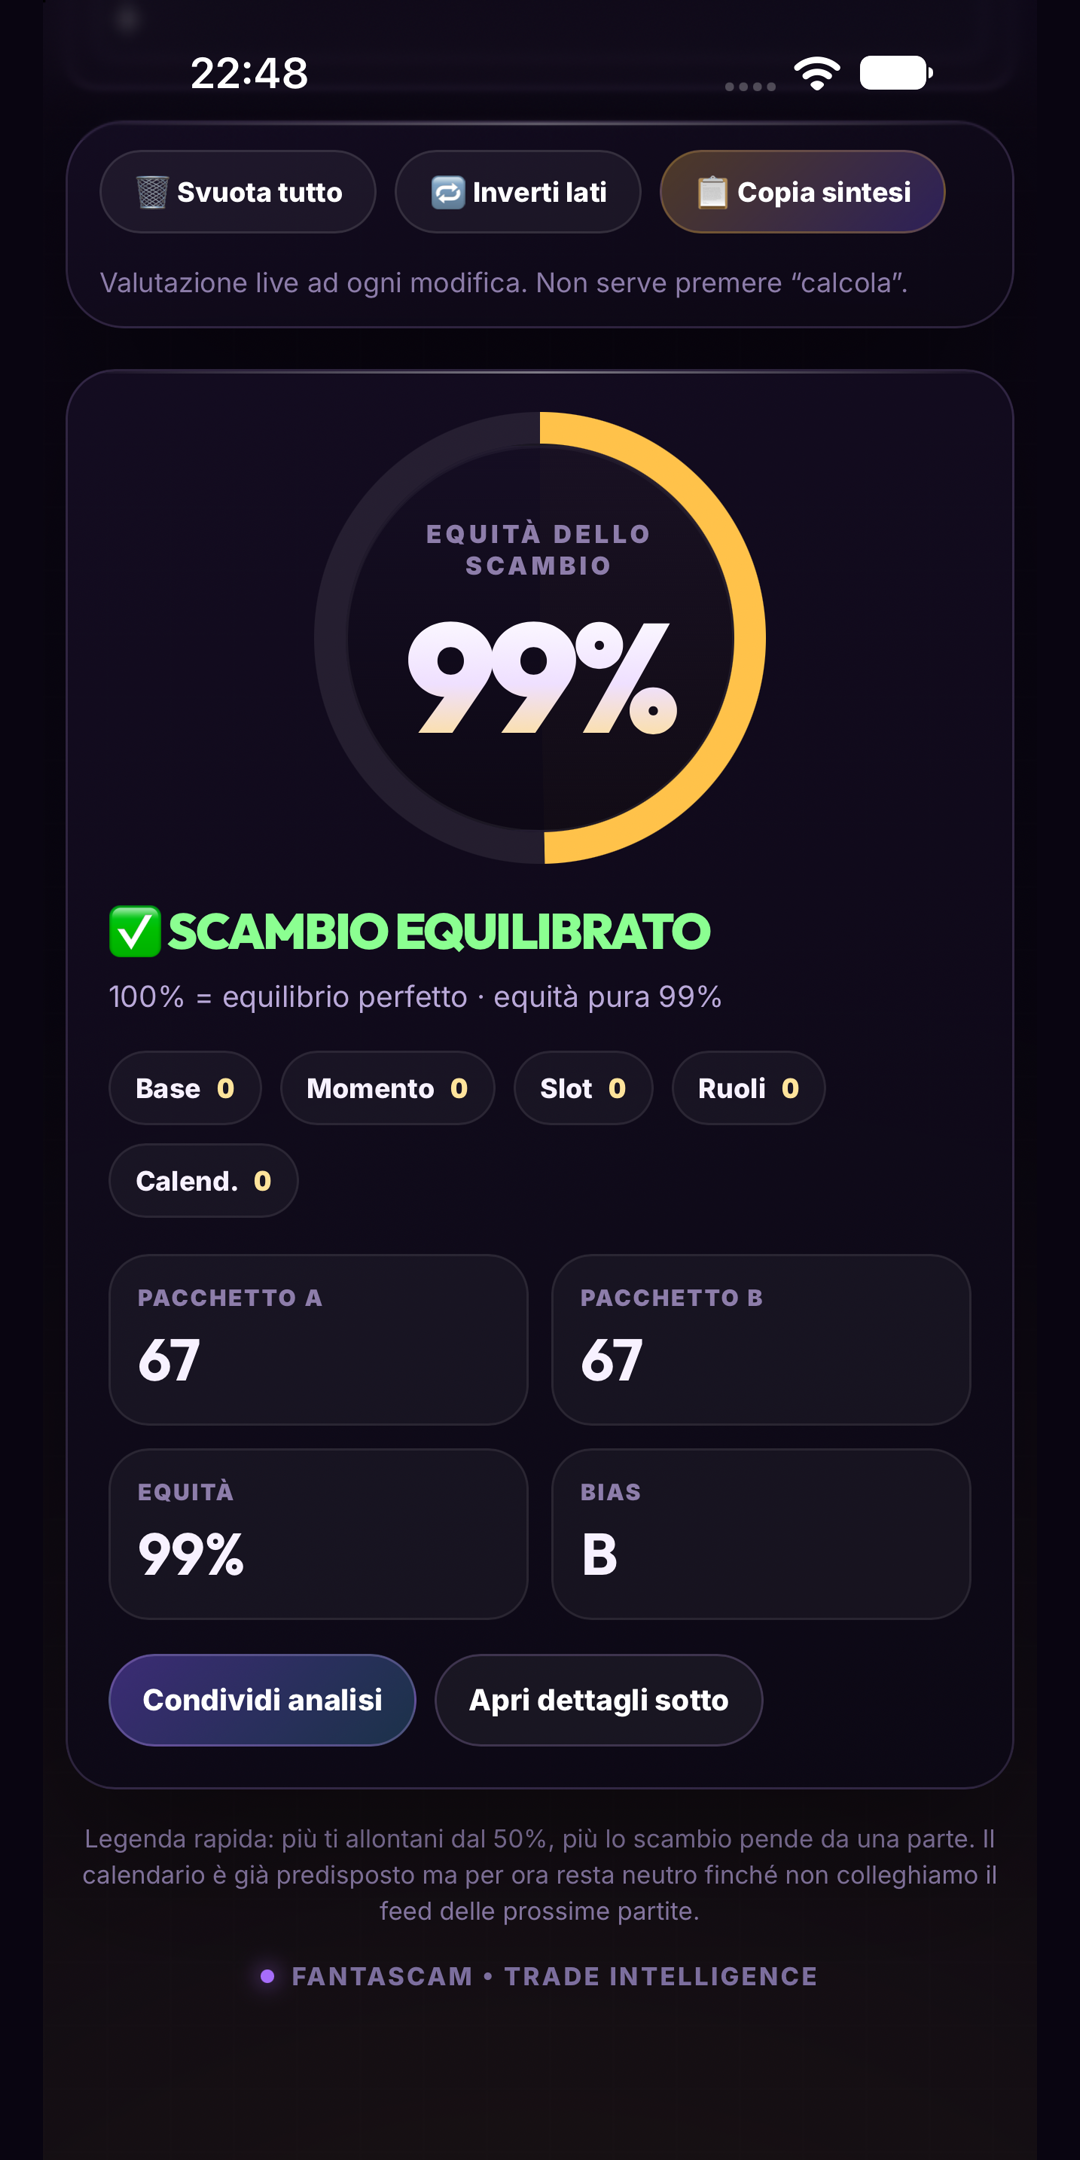 22:48
🗑️ Svuota tutto
🔁 Inverti lati
📋 Copia sintesi
Valutazione live ad ogni modifica. Non serve premere “calcola”.
EQUITÀ DELLO
SCAMBIO
99%
✅ SCAMBIO EQUILIBRATO
100% = equilibrio perfetto · equità pura 99%
Base 0
Momento 0
Slot 0
Ruoli 0
Calend. 0
PACCHETTO A
67
PACCHETTO B
67
EQUITÀ
99%
BIAS
B
Condividi analisi
Apri dettagli sotto
Legenda rapida: più ti allontani dal 50%, più lo scambio pende da una parte. Il
calendario è già predisposto ma per ora resta neutro finché non colleghiamo il
feed delle prossime partite.
FANTASCAM • TRADE INTELLIGENCE